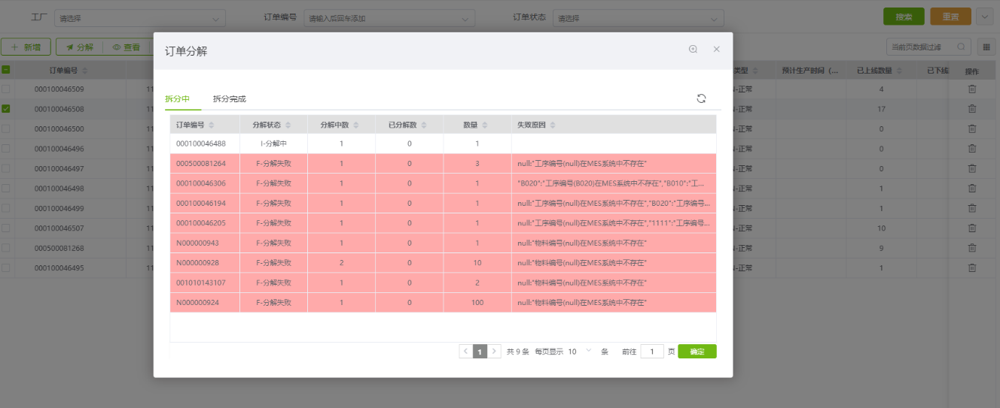 工厂 请选择 订单编号 请输入后回车添加 订单状态 请选择 搜索 重置
新增 分解 查看 当前页数据过滤
订单编号 类型 预计生产时间（... 已上线数量 已下线 操作
000100046509 11 -正常 4
000100046508 -正常 17
000100046500 11 -正常 0
000100046496 11 -正常 0
000100046497 11 -正常 0
000100046498 11 -正常 1
000100046499 11 -正常 1
000100046507 11 -正常 10
000500081268 11 -正常 9
000100046495 11 -正常 1
订单分解
拆分中 拆分完成
订单编号 分解状态 分解中数 已分解数 数量 失败原因
000100046488 I-分解中 1 0 1
000500081264 F-分解失败 1 0 3 null:"工序编号(null)在MES系统中不存在"
000100046306 F-分解失败 1 0 1 "B020":"工序编号(B020)在MES系统中不存在","B010":"工...
000100046194 F-分解失败 1 0 1 null:"工序编号(null)在MES系统中不存在","B020":"工序编号...
000100046205 F-分解失败 1 0 1 null:"工序编号(null)在MES系统中不存在","1111":"工序编号...
N000000943 F-分解失败 1 0 1 null:"物料编号(null)在MES系统中不存在"
N000000928 F-分解失败 2 0 10 null:"物料编号(null)在MES系统中不存在"
001010143107 F-分解失败 1 0 2 null:"物料编号(null)在MES系统中不存在"
N000000924 F-分解失败 1 0 100 null:"物料编号(null)在MES系统中不存在"
1 共 9 条 每页显示 10 条 前往 1 页 确定